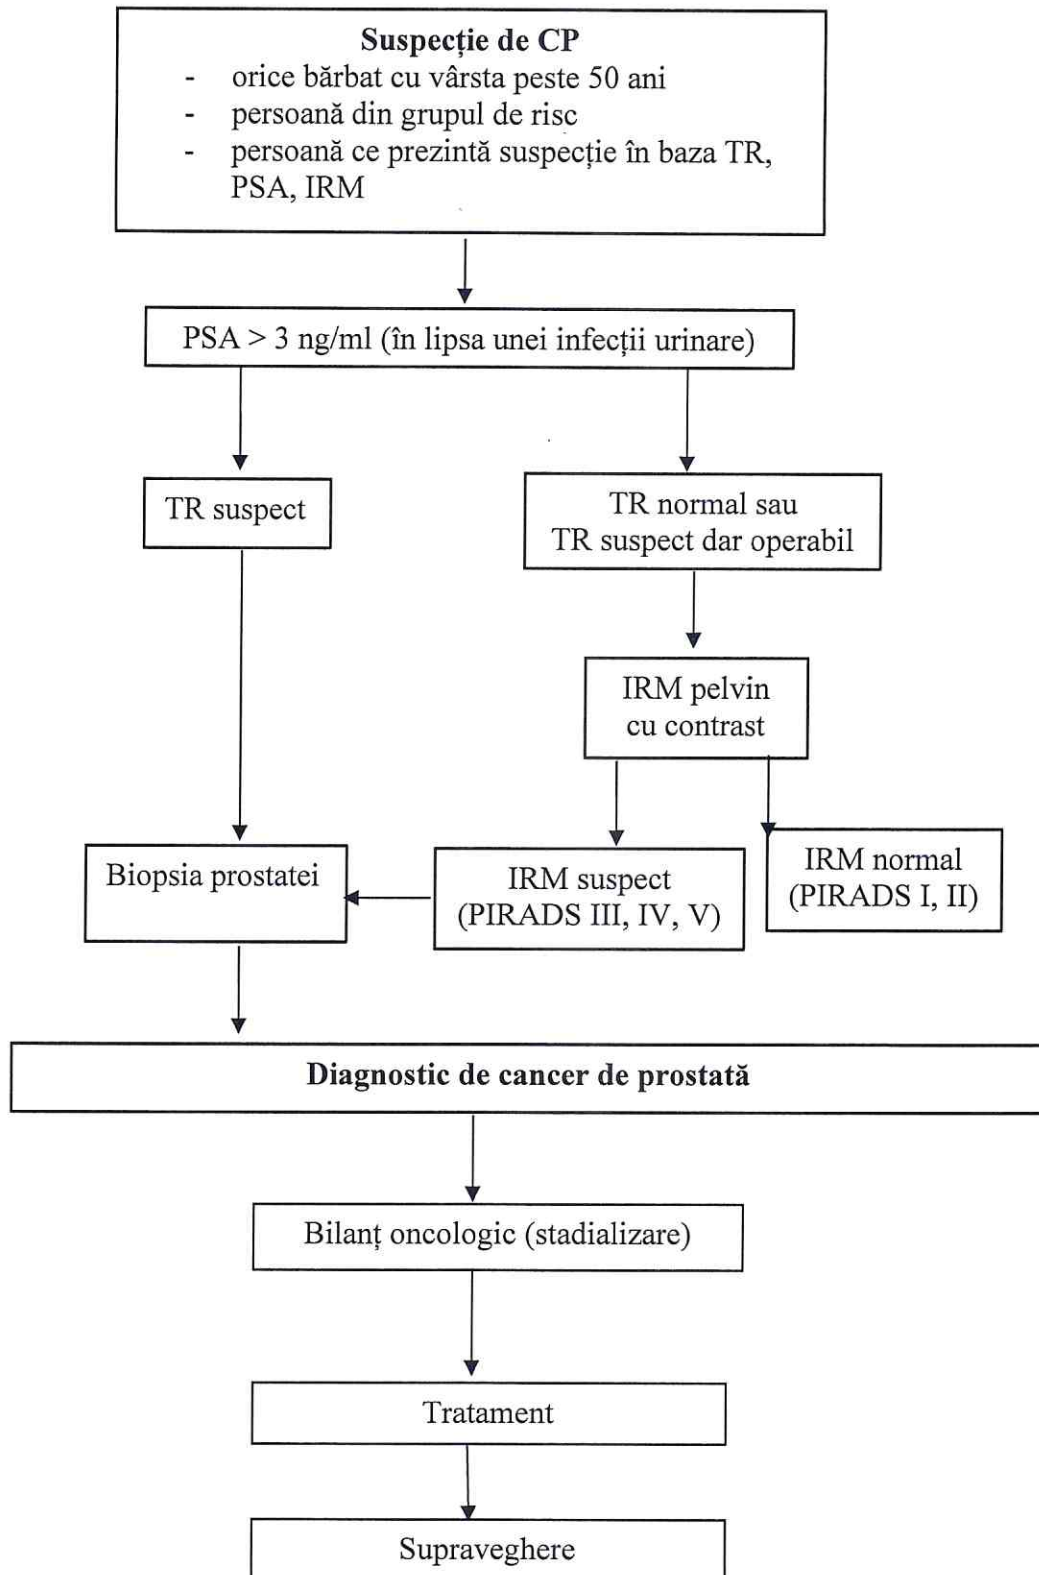 Suspecție de CP
- orice bărbat cu vârsta peste 50 ani
- persoană din grupul de risc
- persoană ce prezintă suspecție în baza TR,
PSA, IRM
PSA > 3 ng/ml (în lipsa unei infecții urinare)
TR suspect
TR normal sau
TR suspect dar operabil
IRM pelvin
cu contrast
Biopsia prostatei
IRM suspect
(PIRADS III, IV, V)
IRM normal
(PIRADS I, II)
Diagnostic de cancer de prostată
Bilanț oncologic (stadializare)
Tratament
Supraveghere